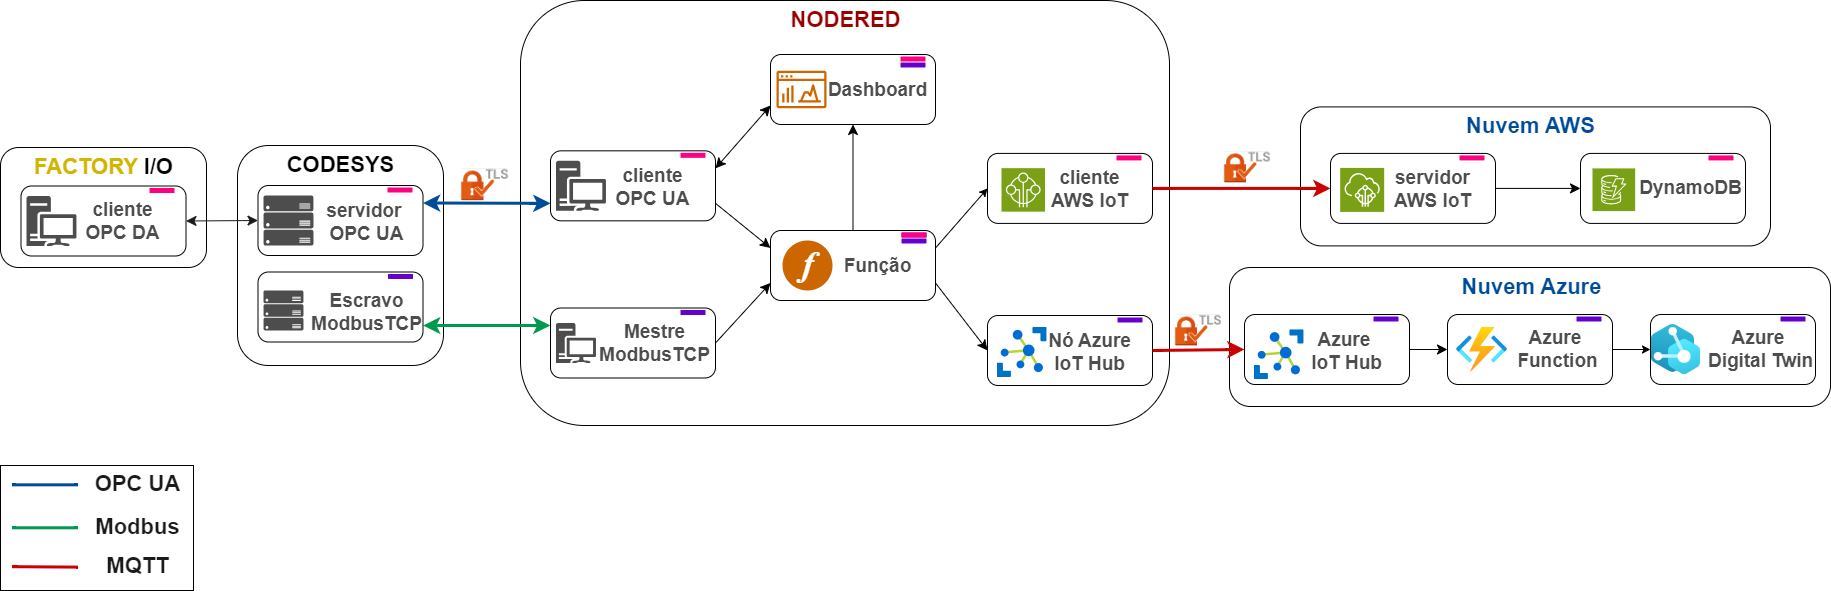 NODERED
Dashboard
cliente
OPC UA
Função
Mestre
ModbusTCP
cliente
AWS IoT
Nó Azure
IoT Hub
FACTORY I/O
cliente
OPC DA
CODESYS
servidor
OPC UA
Escravo
ModbusTCP
TLS
TLS
TLS
Nuvem AWS
servidor
AWS IoT
DynamoDB
Nuvem Azure
Azure
IoT Hub
Azure
Function
Azure
Digital Twin
OPC UA
Modbus
MQTT